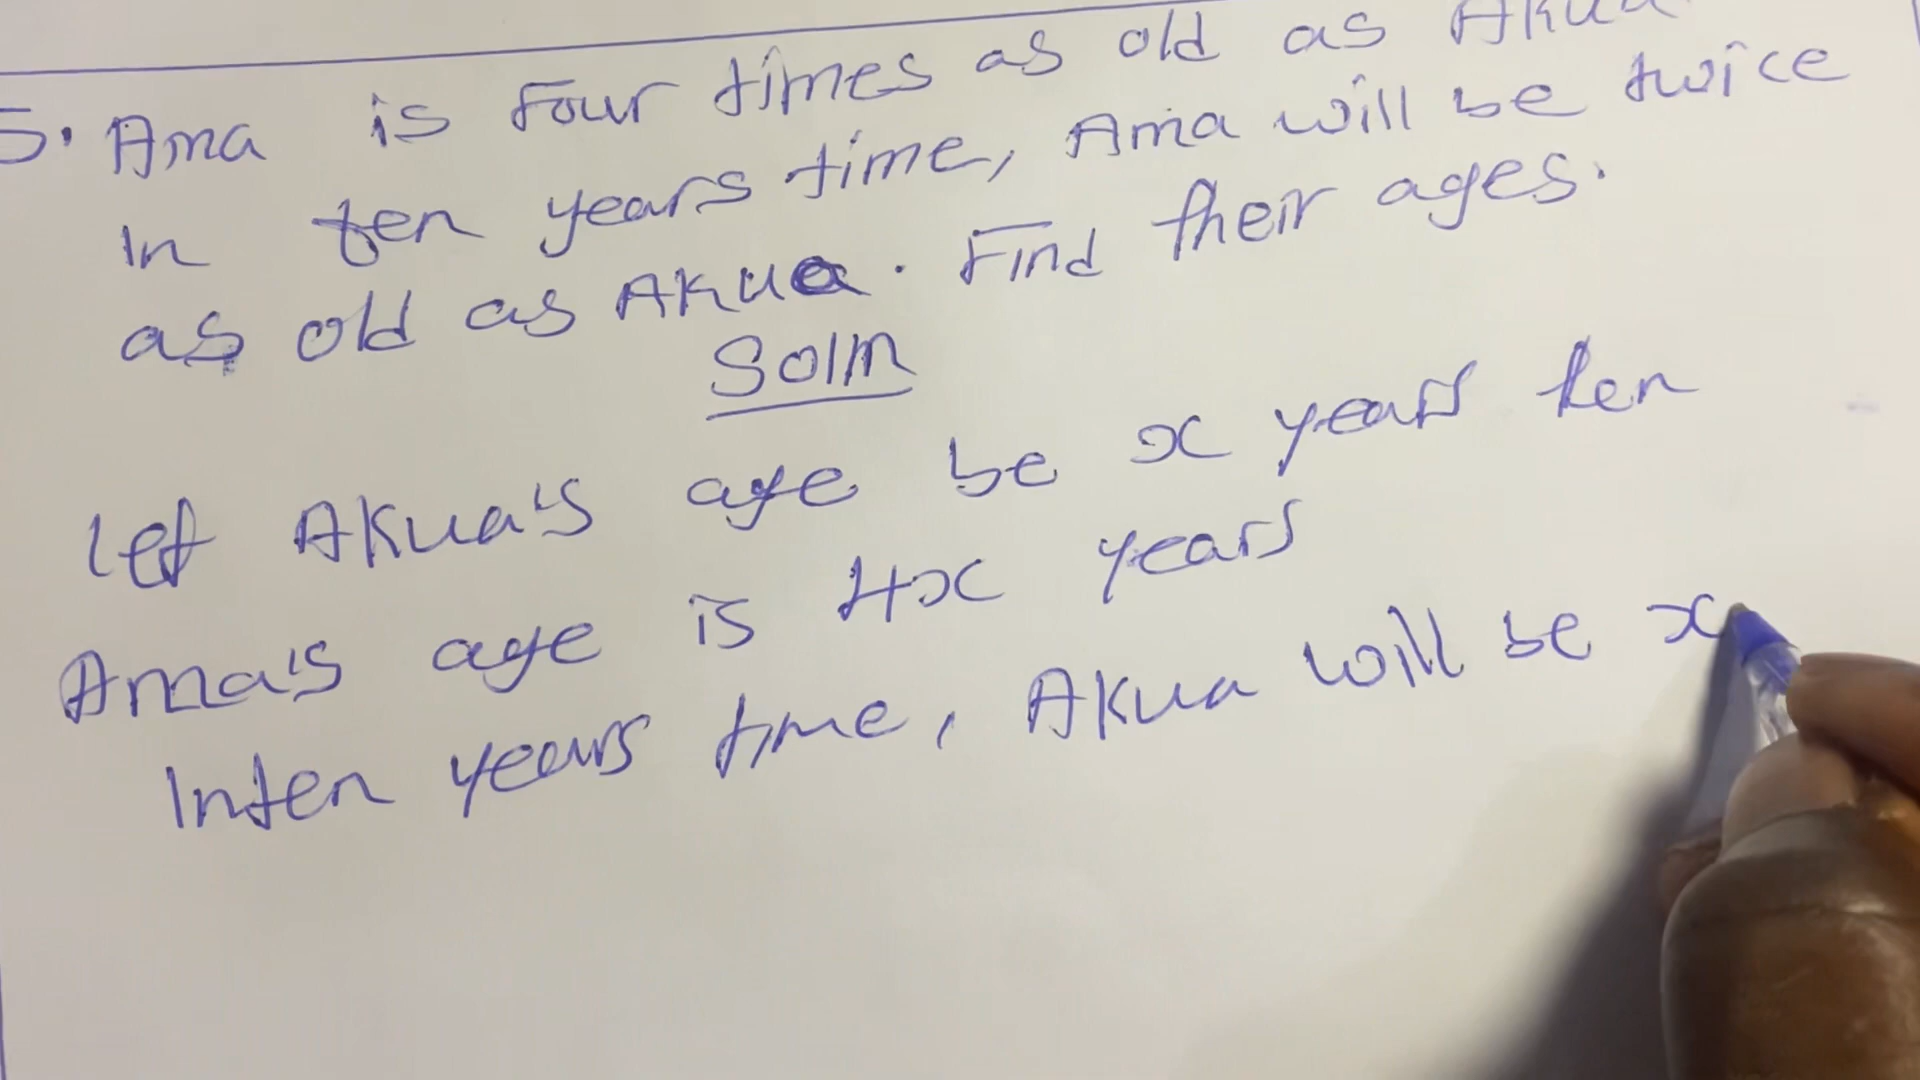 5. Ama is four times as old as Akua
In ten years time, Ama will be twice
as old as Akua. Find their ages.
Soln
Let Akua's age be x years then
Ama's age is 4x years
In ten years time, Akua will be x